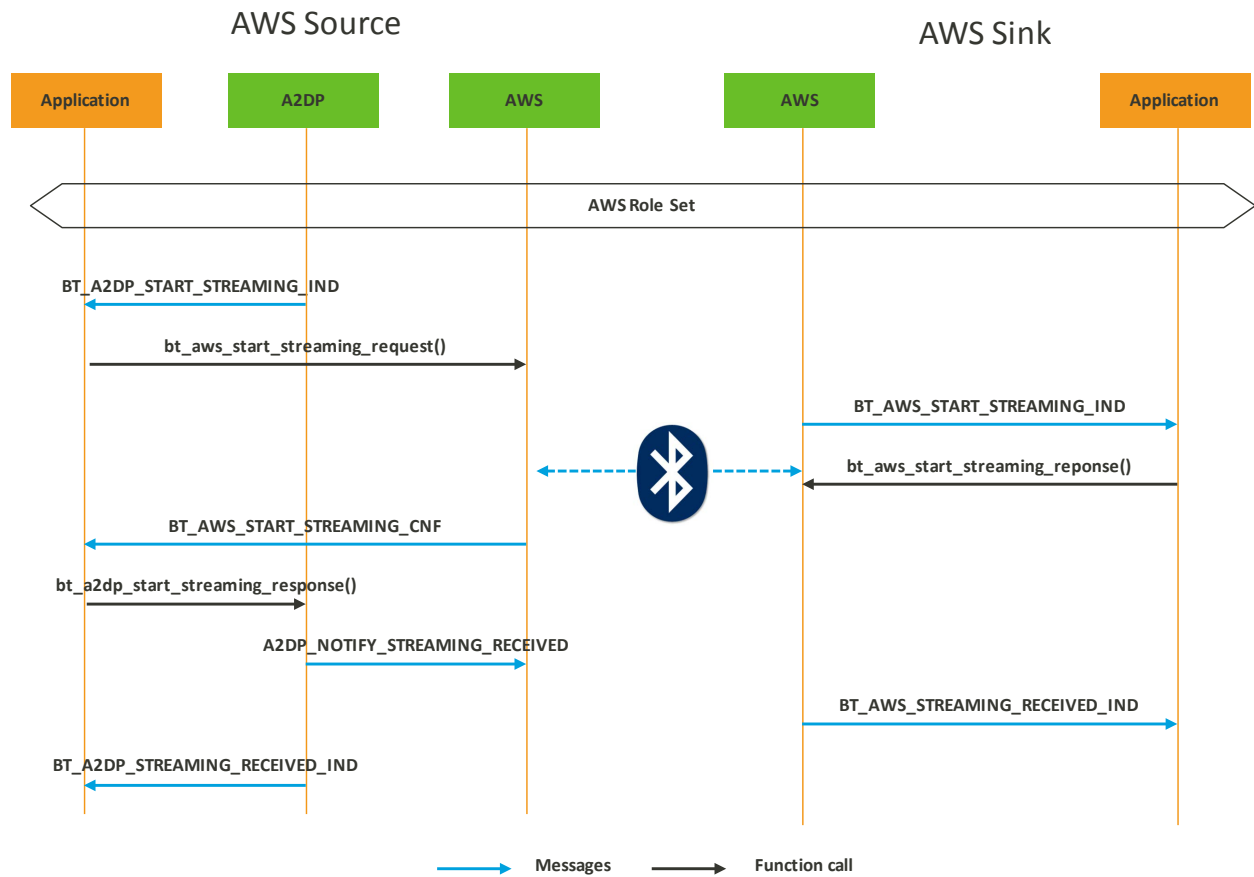 AWS Source
AWS Sink
Application
A2DP
AWS
AWS
Application
AWS Role Set
BT_A2DP_START_STREAMING_IND
bt_aws_start_streaming_request()
BT_AWS_START_STREAMING_IND
bt_aws_start_streaming_reponse()
BT_AWS_START_STREAMING_CNF
bt_a2dp_start_streaming_response()
A2DP_NOTIFY_STREAMING_RECEIVED
BT_AWS_STREAMING_RECEIVED_IND
BT_A2DP_STREAMING_RECEIVED_IND
Messages
Function call